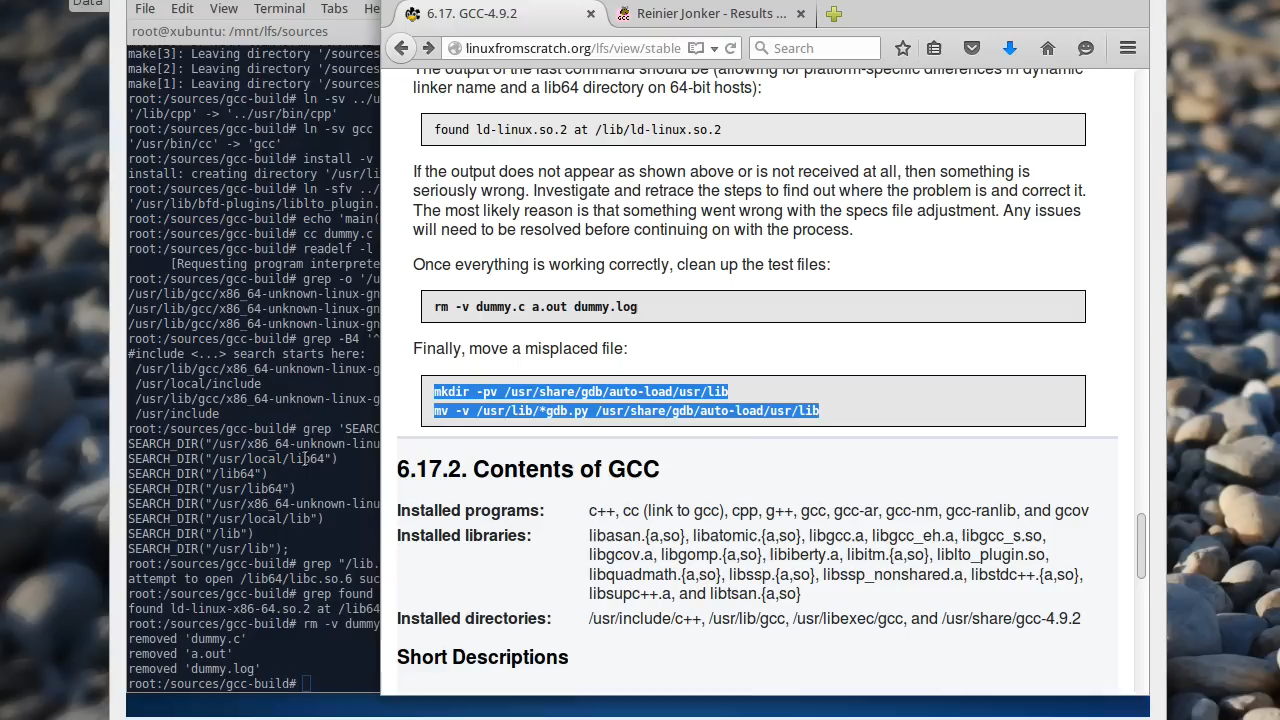 Data
File Edit View Terminal Tabs He
root@xubuntu: /mnt/lfs/sources
make[3]: Leaving directory '/sources
make[2]: Leaving directory '/sources
make[1]: Leaving directory '/sources
root:/sources/gcc-build# ln -sv ../u
'/lib/cpp' -> '../usr/bin/cpp'
root:/sources/gcc-build# ln -sv gcc
'/usr/bin/cc' -> 'gcc'
root:/sources/gcc-build# install -v
install: creating directory '/usr/li
root:/sources/gcc-build# ln -sfv ../
'/usr/lib/bfd-plugins/liblto_plugin.
root:/sources/gcc-build# echo 'main(
root:/sources/gcc-build# cc dummy.c
root:/sources/gcc-build# readelf -l
[Requesting program interprete
root:/sources/gcc-build# grep -o '/u
/usr/lib/gcc/x86_64-unknown-linux-gn
/usr/lib/gcc/x86_64-unknown-linux-gn
/usr/lib/gcc/x86_64-unknown-linux-gn
root:/sources/gcc-build# grep -B4 '^
#include <...> search starts here:
/usr/lib/gcc/x86_64-unknown-linux-g
/usr/local/include
/usr/lib/gcc/x86_64-unknown-linux-g
/usr/include
root:/sources/gcc-build# grep 'SEARC
SEARCH_DIR("/usr/x86_64-unknown-linu
SEARCH_DIR("/usr/local/lib64")
SEARCH_DIR("/lib64")
SEARCH_DIR("/usr/lib64")
SEARCH_DIR("/usr/x86_64-unknown-linu
SEARCH_DIR("/usr/local/lib")
SEARCH_DIR("/lib")
SEARCH_DIR("/usr/lib");
root:/sources/gcc-build# grep "/lib.
attempt to open /lib64/libc.so.6 suc
root:/sources/gcc-build# grep found
found ld-linux-x86-64.so.2 at /lib64
root:/sources/gcc-build# rm -v dummy
removed 'dummy.c'
removed 'a.out'
removed 'dummy.log'
root:/sources/gcc-build#
6.17. GCC-4.9.2
Reinier Jonker - Results ...
linuxfromscratch.org/lfs/view/stable
Search
The output of the last command should be (allowing for platform-specific differences in dynamic
linker name and a lib64 directory on 64-bit hosts):
found ld-linux.so.2 at /lib/ld-linux.so.2
If the output does not appear as shown above or is not received at all, then something is
seriously wrong. Investigate and retrace the steps to find out where the problem is and correct it.
The most likely reason is that something went wrong with the specs file adjustment. Any issues
will need to be resolved before continuing on with the process.
Once everything is working correctly, clean up the test files:
rm -v dummy.c a.out dummy.log
Finally, move a misplaced file:
mkdir -pv /usr/share/gdb/auto-load/usr/lib
mv -v /usr/lib/*gdb.py /usr/share/gdb/auto-load/usr/lib
6.17.2. Contents of GCC
Installed programs: c++, cc (link to gcc), cpp, g++, gcc, gcc-ar, gcc-nm, gcc-ranlib, and gcov
Installed libraries: libasan.{a,so}, libatomic.{a,so}, libgcc.a, libgcc_eh.a, libgcc_s.so,
libgcov.a, libgomp.{a,so}, libiberty.a, libitm.{a,so}, liblto_plugin.so,
libquadmath.{a,so}, libssp.{a,so}, libssp_nonshared.a, libstdc++.{a,so},
libsupc++.a, and libtsan.{a,so}
Installed directories: /usr/include/c++, /usr/lib/gcc, /usr/libexec/gcc, and /usr/share/gcc-4.9.2
Short Descriptions